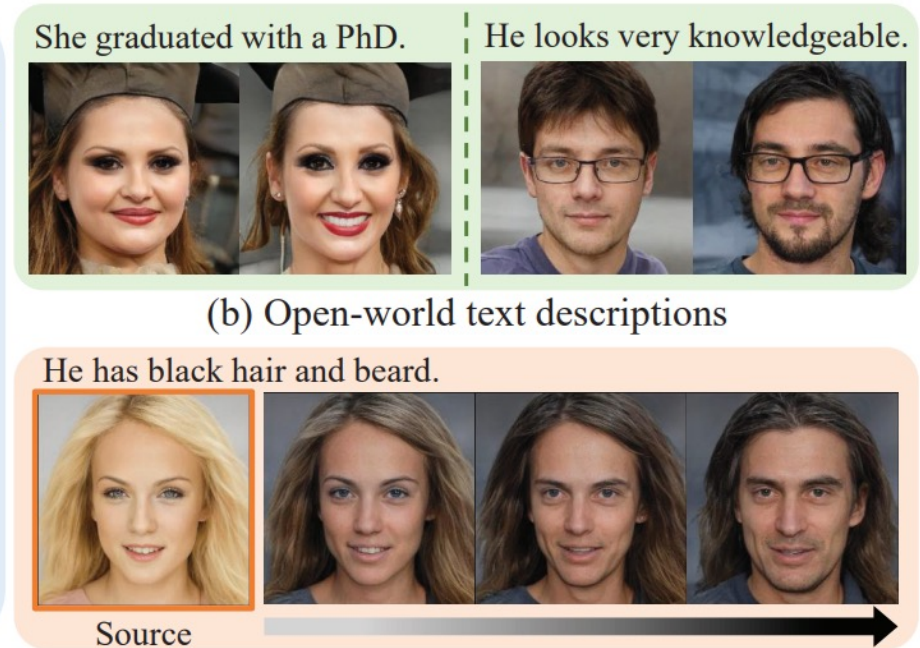 She graduated with a PhD.
He looks very knowledgeable.
(b) Open-world text descriptions
He has black hair and beard.
Source